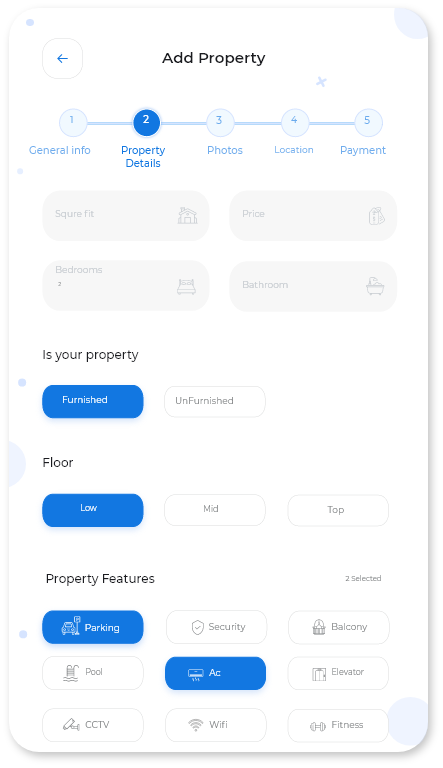 Add Property
1 2 3 4 5
General info Property Details Photos Location Payment
Squre fit Price
Bedrooms
2
Bathroom
Is your property
Furnished UnFurnished
Floor
Low Mid Top
Property Features 2 Selected
Parking Security Balcony
Pool Ac Elevator
CCTV Wifi Fitness